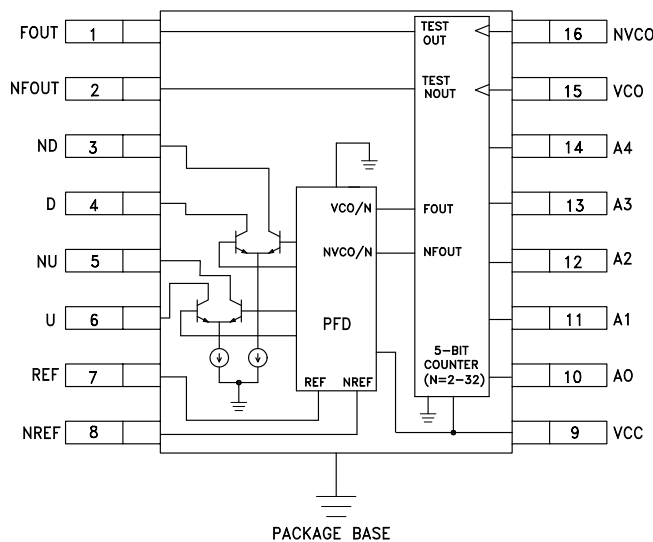 FOUT 1 TEST OUT 16 NVCO
NFOUT 2 TEST NOUT 15 VCO
ND 3 14 A4
D 4 VCO/N FOUT 13 A3
NU 5 NVCO/N NFOUT 12 A2
U 6 PFD 11 A1
5-BIT
COUNTER
(N=2-32)
REF 7 REF NREF 10 A0
NREF 8 9 VCC
PACKAGE BASE